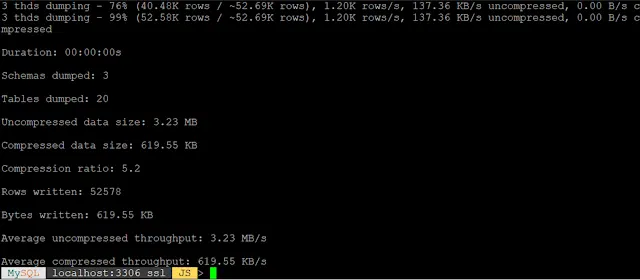 3 thds dumping - 76% (40.48K rows / ~52.69K rows), 1.20K rows/s, 137.36 KB/s uncompressed, 0.00 B/s c
3 thds dumping - 99% (52.58K rows / ~52.69K rows), 1.20K rows/s, 137.36 KB/s uncompressed, 0.00 B/s co
mpressed
Duration: 00:00:00s
Schemas dumped: 3
Tables dumped: 20
Uncompressed data size: 3.23 MB
Compressed data size: 619.55 KB
Compression ratio: 5.2
Rows written: 52578
Bytes written: 619.55 KB
Average uncompressed throughput: 3.23 MB/s
Average compressed throughput: 619.55 KB/s
MySQL localhost:3306 ssl JS >